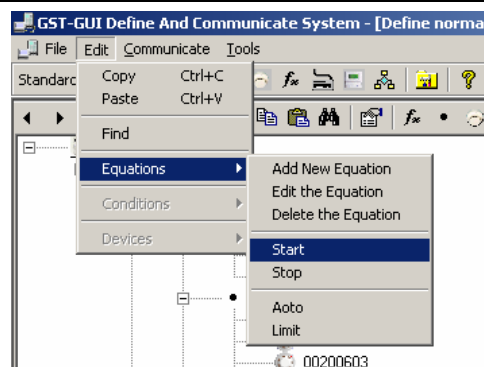 GST-GUI Define And Communicate System - [Define norma
File Edit Communicate Tools
Standard
Copy Ctrl+C
Paste Ctrl+V
Find
Equations
Conditions
Devices
Add New Equation
Edit the Equation
Delete the Equation
Start
Stop
Aoto
Limit
00200603